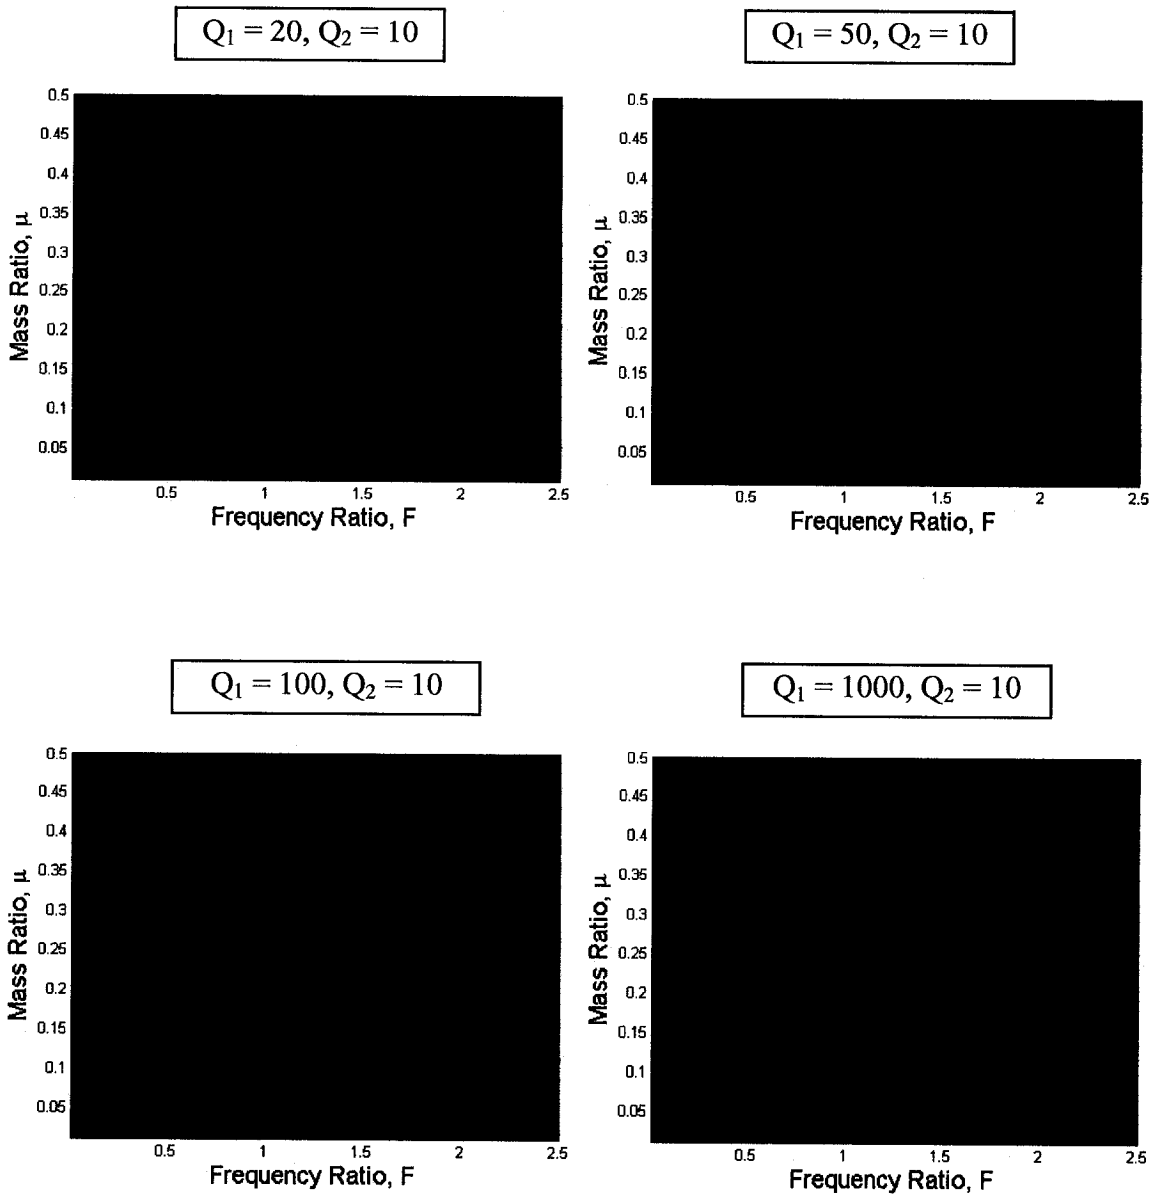 Q₁ = 20, Q₂ = 10
0.5
0.45
0.4
0.35
0.3
0.25
0.2
0.15
0.1
0.05
Mass Ratio, μ
0.5 1 1.5 2 2.5
Frequency Ratio, F
Q₁ = 50, Q₂ = 10
0.5
0.45
0.4
0.35
0.3
0.25
0.2
0.15
0.1
0.05
Mass Ratio, μ
0.5 1 1.5 2 2.5
Frequency Ratio, F
Q₁ = 100, Q₂ = 10
0.5
0.45
0.4
0.35
0.3
0.25
0.2
0.15
0.1
0.05
Mass Ratio, μ
0.5 1 1.5 2 2.5
Frequency Ratio, F
Q₁ = 1000, Q₂ = 10
0.5
0.45
0.4
0.35
0.3
0.25
0.2
0.15
0.1
0.05
Mass Ratio, μ
0.5 1 1.5 2 2.5
Frequency Ratio, F